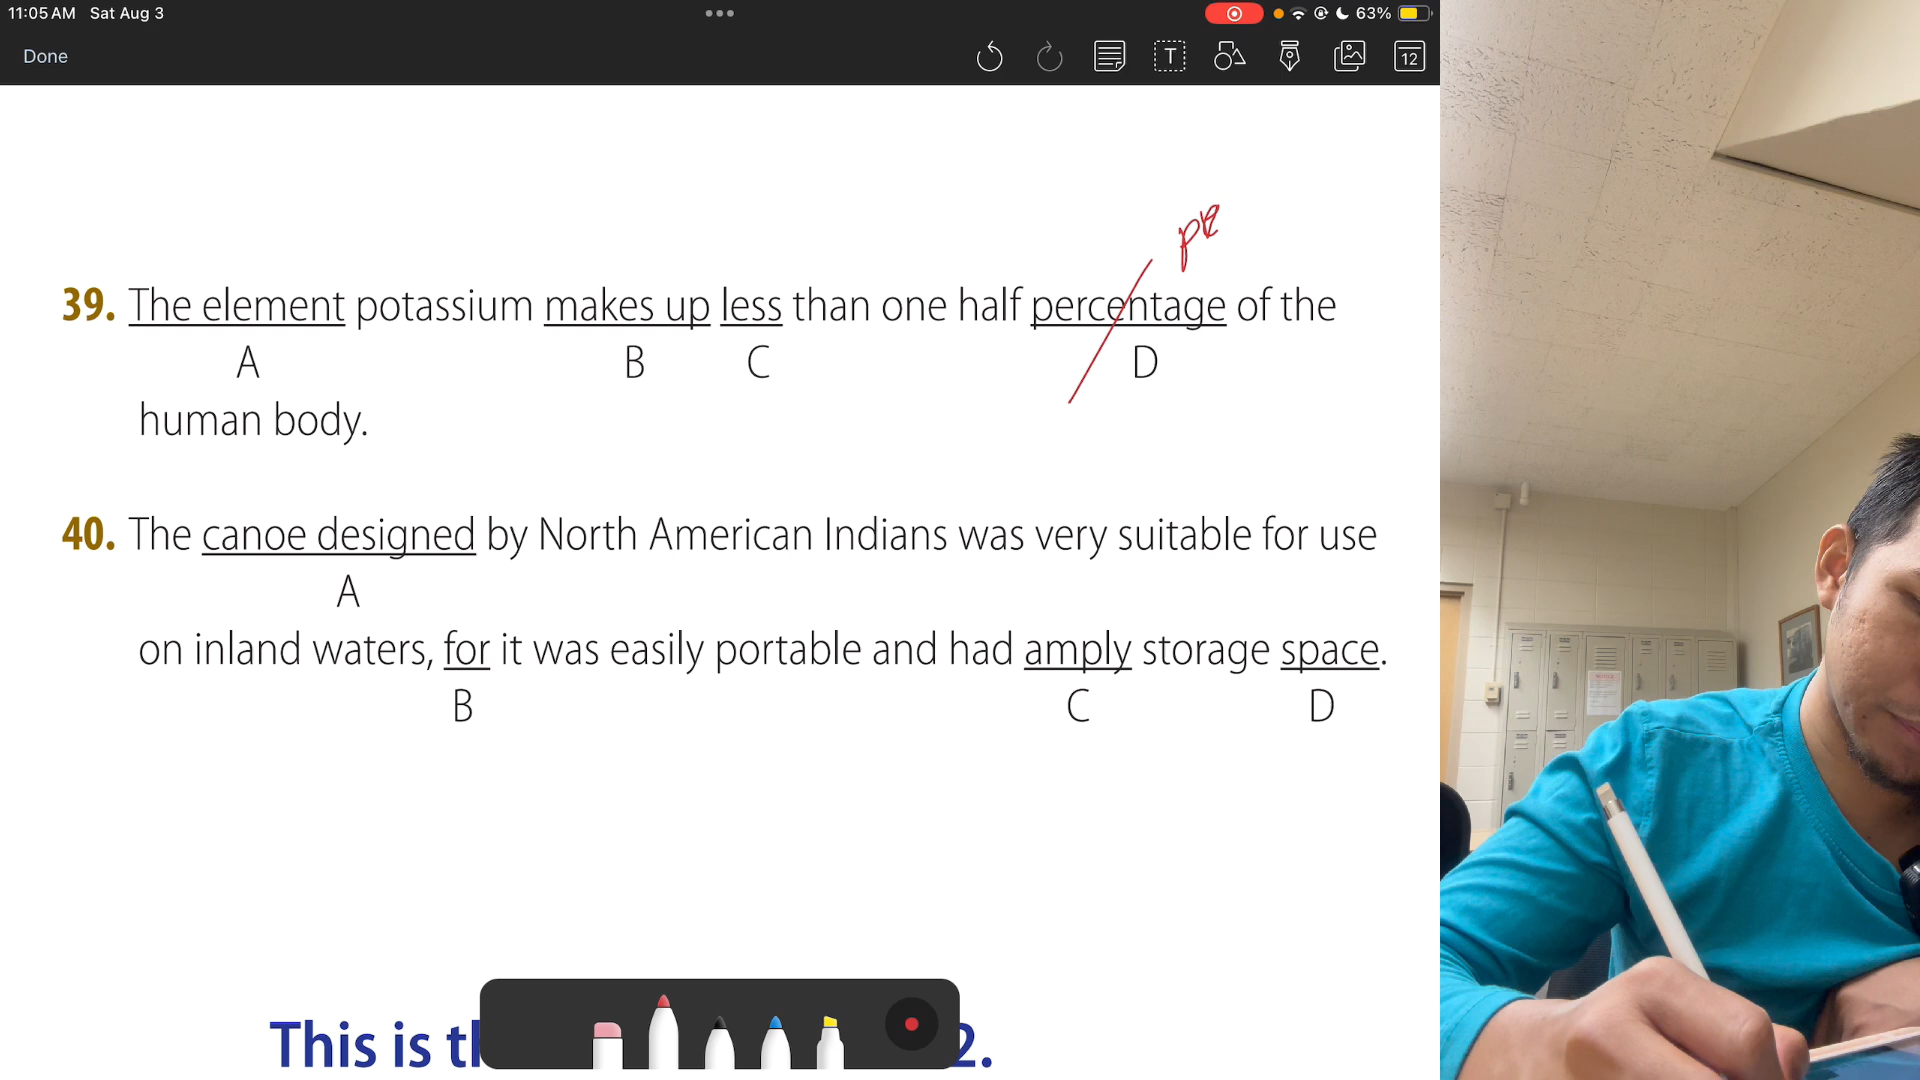 11:05 AM Sat Aug 3
63%
Done
T
12
pe
39. The element potassium makes up less than one half percentage of the
A B C D
human body.
40. The canoe designed by North American Indians was very suitable for use
A
on inland waters, for it was easily portable and had amply storage space.
B C D
This is t 2.